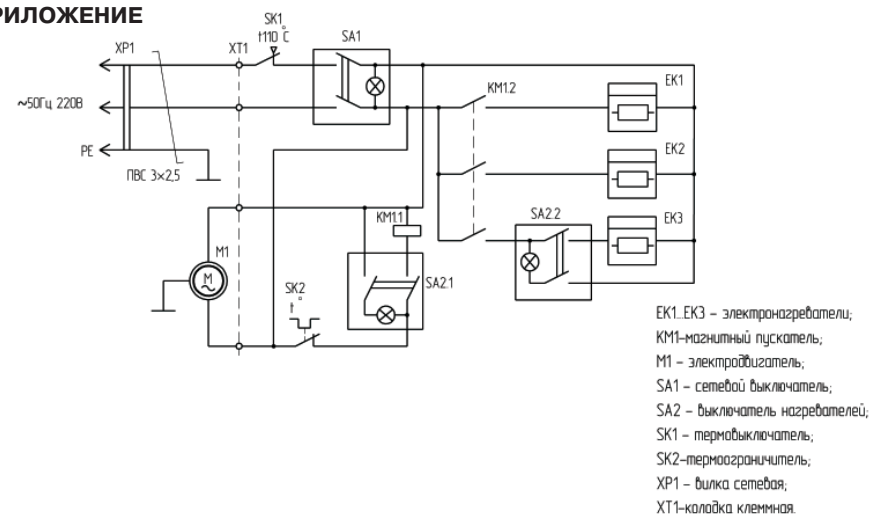 РИЛОЖЕНИЕ
SK1
t110°C
SA1
XP1
XT1
KM1.2
EK1
~50Гц 220В
PE
ПВС 3×2,5
EK2
KM1.1
SA2.2
EK3
M1
M
SK2
t°
SA2.1
EK1...EK3 – электронагреватели;
KM1–магнитный пускатель;
M1 – электродвигатель;
SA1 – сетевой выключатель;
SA2 – выключатель нагревателей;
SK1 – термовыключатель;
SK2–термоограничитель;
XP1 – вилка сетевая;
XT1–колодка клеммная.